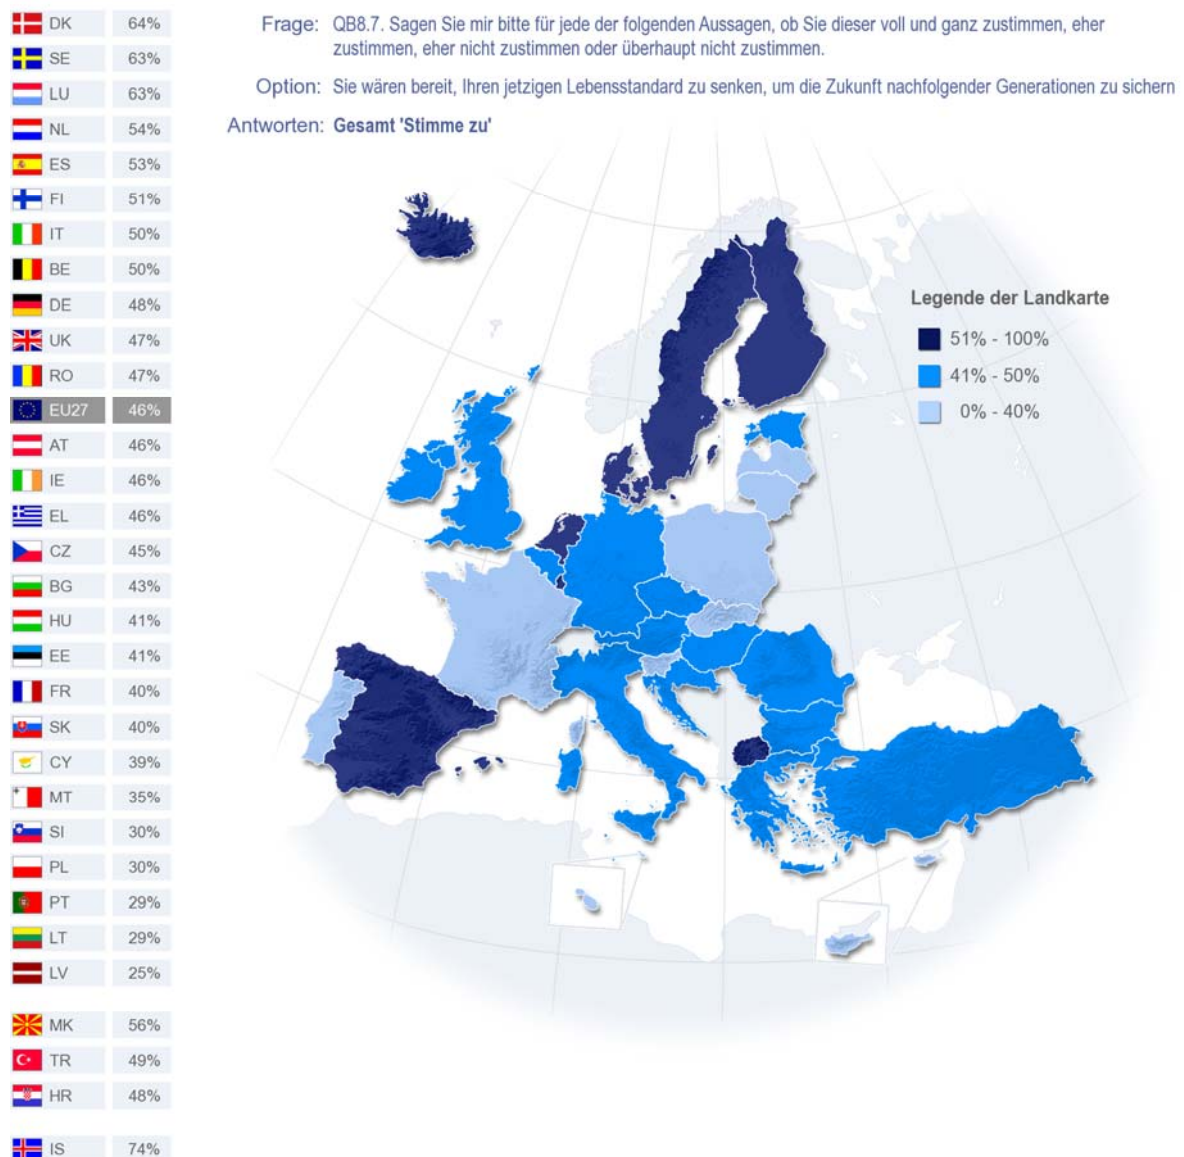 Frage: QB8.7. Sagen Sie mir bitte für jede der folgenden Aussagen, ob Sie dieser voll und ganz zustimmen, eher
zustimmen, eher nicht zustimmen oder überhaupt nicht zustimmen.
Option: Sie wären bereit, Ihren jetzigen Lebensstandard zu senken, um die Zukunft nachfolgender Generationen zu sichern
Antworten: Gesamt 'Stimme zu'
DK 64%
SE 63%
LU 63%
NL 54%
ES 53%
FI 51%
IT 50%
BE 50%
DE 48%
UK 47%
RO 47%
EU27 46%
AT 46%
IE 46%
EL 46%
CZ 45%
BG 43%
HU 41%
EE 41%
FR 40%
SK 40%
CY 39%
MT 35%
SI 30%
PL 30%
PT 29%
LT 29%
LV 25%
MK 56%
TR 49%
HR 48%
IS 74%
Legende der Landkarte
51% - 100%
41% - 50%
0% - 40%